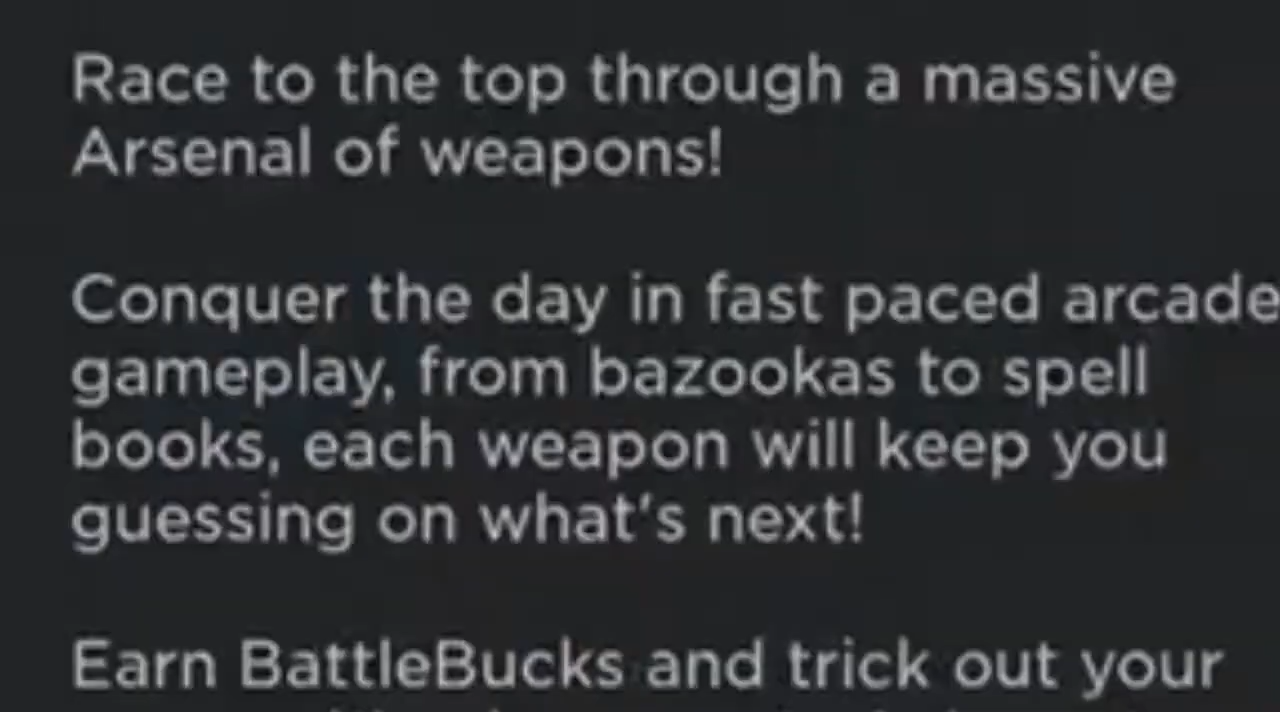 Race to the top through a massive
Arsenal of weapons!
Conquer the day in fast paced arcade
gameplay, from bazookas to spell
books, each weapon will keep you
guessing on what's next!
Earn BattleBucks and trick out your